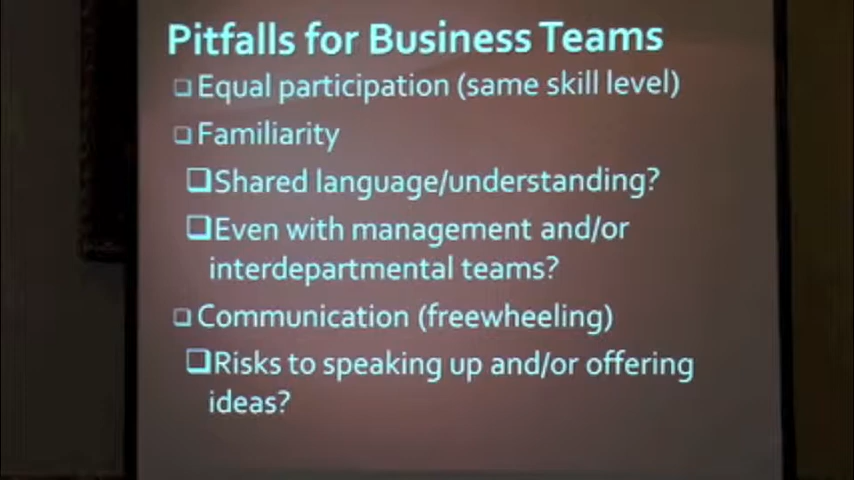 Pitfalls for Business Teams
❑Equal participation (same skill level)
❑Familiarity
❑Shared language/understanding?
❑Even with management and/or
interdepartmental teams?
❑Communication (freewheeling)
❑Risks to speaking up and/or offering
ideas?